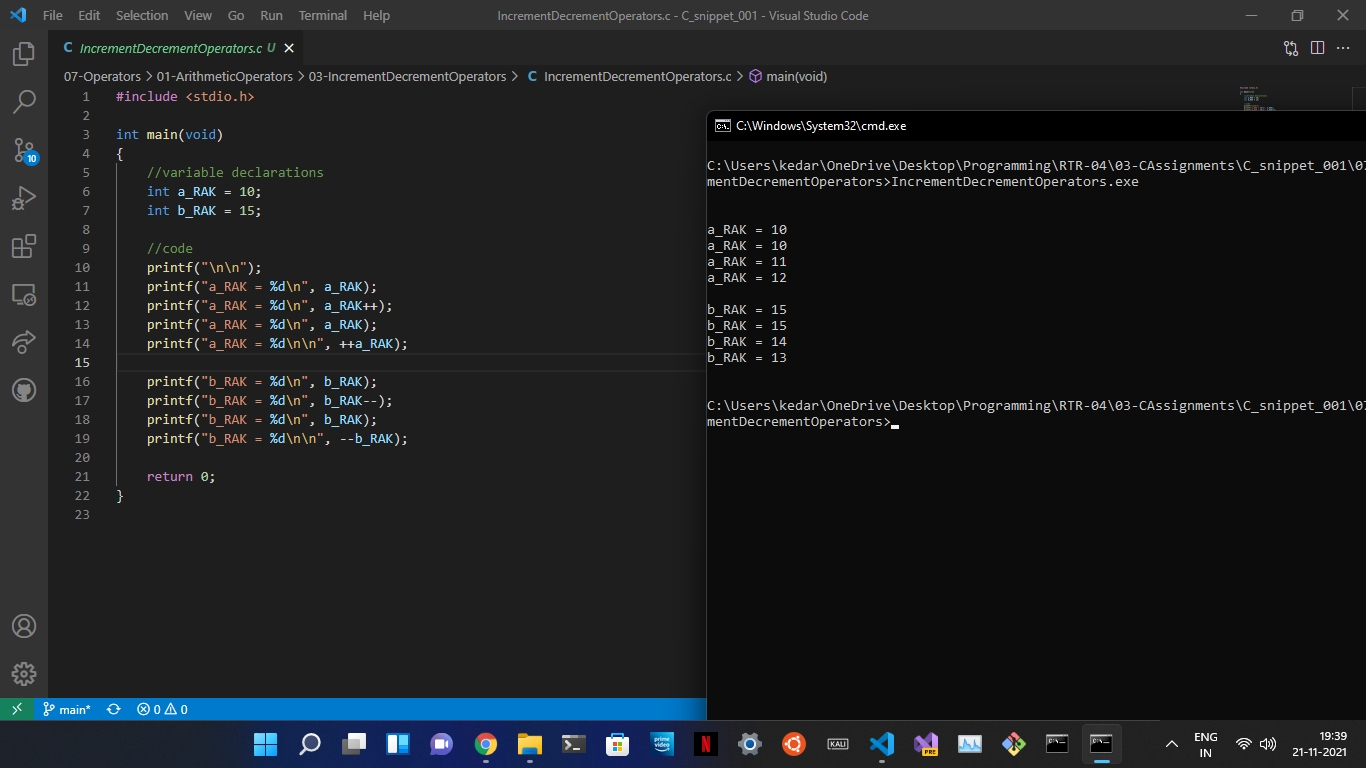 File Edit Selection View Go Run Terminal Help IncrementDecrementOperators.c - C_snippet_001 - Visual Studio Code
C IncrementDecrementOperators.c U
07-Operators > 01-ArithmeticOperators > 03-IncrementDecrementOperators > C IncrementDecrementOperators.c > main(void)
1 #include <stdio.h>
2
3 int main(void)
4 {
5 //variable declarations
6 int a_RAK = 10;
7 int b_RAK = 15;
8
9 //code
10 printf("\n\n");
11 printf("a_RAK = %d\n", a_RAK);
12 printf("a_RAK = %d\n", a_RAK++);
13 printf("a_RAK = %d\n", a_RAK);
14 printf("a_RAK = %d\n\n", ++a_RAK);
15
16 printf("b_RAK = %d\n", b_RAK);
17 printf("b_RAK = %d\n", b_RAK--);
18 printf("b_RAK = %d\n", b_RAK);
19 printf("b_RAK = %d\n\n", --b_RAK);
20
21 return 0;
22 }
23
10
C:\Windows\System32\cmd.exe
C:\Users\kedar\OneDrive\Desktop\Programming\RTR-04\03-CAssignments\C_snippet_001\07
mentDecrementOperators>IncrementDecrementOperators.exe
a_RAK = 10
a_RAK = 10
a_RAK = 11
a_RAK = 12
b_RAK = 15
b_RAK = 15
b_RAK = 14
b_RAK = 13
C:\Users\kedar\OneDrive\Desktop\Programming\RTR-04\03-CAssignments\C_snippet_001\07
mentDecrementOperators>
main* 0 0
prime video
N
KALI
PRE
ENG
IN
19:39
21-11-2021